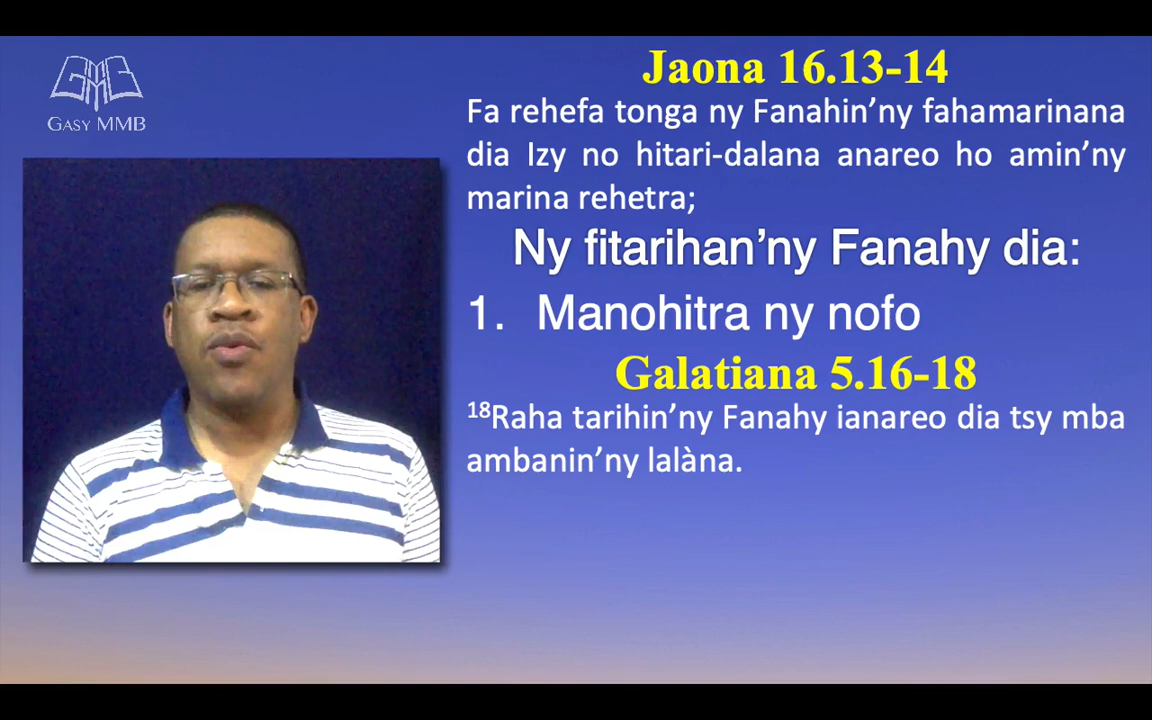 GASY MMB
Jaona 16.13-14
Fa rehefa tonga ny Fanahin’ny fahamarinana
dia Izy no hitari-dalana anareo ho amin’ny
marina rehetra;
Ny fitarihan’ny Fanahy dia:
1. Manohitra ny nofo
Galatiana 5.16-18
18Raha tarihin’ny Fanahy ianareo dia tsy mba
ambanin’ny lalàna.